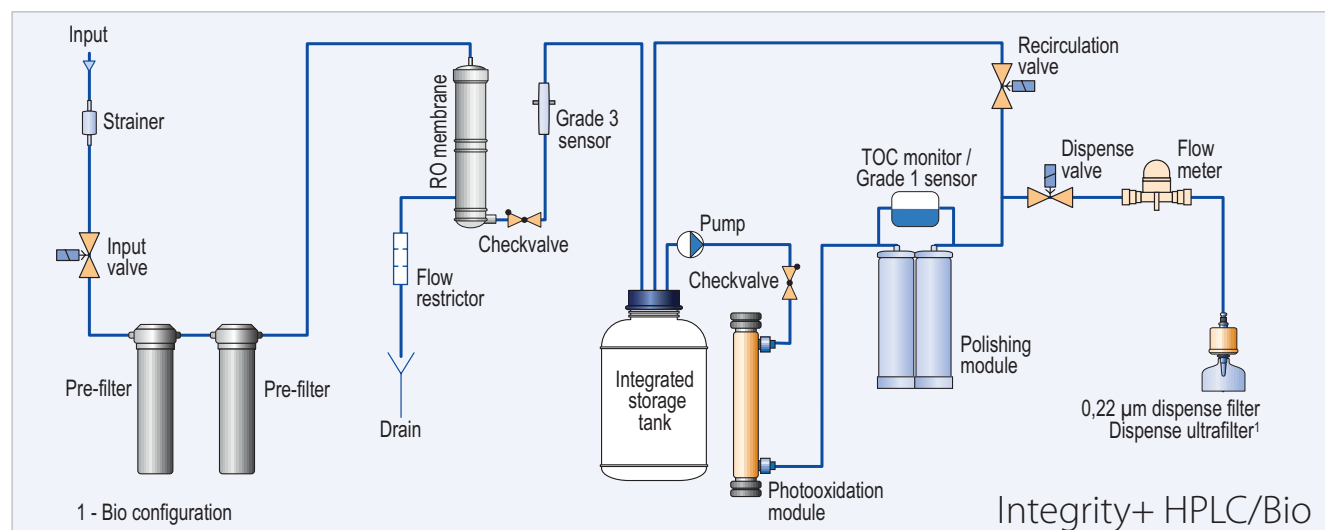 Input
Strainer
Input
valve
Pre-filter
Pre-filter
RO membrane
Checkvalve
Grade 3
sensor
Flow
restrictor
Drain
Integrated
storage
tank
Pump
Checkvalve
Photooxidation
module
TOC monitor /
Grade 1 sensor
Polishing
module
Recirculation
valve
Dispense
valve
Flow
meter
0,22 µm dispense filter
Dispense ultrafilter¹
1 - Bio configuration
Integrity+ HPLC/Bio